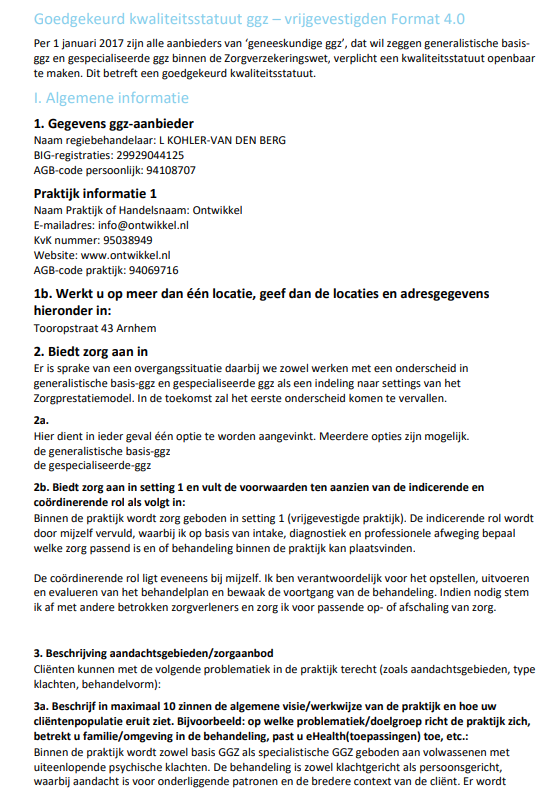 Goedgekeurd kwaliteitsstatuut ggz – vrijgevestigden Format 4.0
Per 1 januari 2017 zijn alle aanbieders van ‘geneeskundige ggz’, dat wil zeggen generalistische basis-
ggz en gespecialiseerde ggz binnen de Zorgverzekeringswet, verplicht een kwaliteitsstatuut openbaar
te maken. Dit betreft een goedgekeurd kwaliteitsstatuut.
I. Algemene informatie
1. Gegevens ggz-aanbieder
Naam regiebehandelaar: L KOHLER-VAN DEN BERG
BIG-registraties: 29929044125
AGB-code persoonlijk: 94108707
Praktijk informatie 1
Naam Praktijk of Handelsnaam: Ontwikkel
E-mailadres: info@ontwikkel.nl
KvK nummer: 95038949
Website: www.ontwikkel.nl
AGB-code praktijk: 94069716
1b. Werkt u op meer dan één locatie, geef dan de locaties en adresgegevens
hieronder in:
Tooropstraat 43 Arnhem
2. Biedt zorg aan in
Er is sprake van een overgangssituatie daarbij we zowel werken met een onderscheid in
generalistische basis-ggz en gespecialiseerde ggz als een indeling naar settings van het
Zorgprestatiemodel. In de toekomst zal het eerste onderscheid komen te vervallen.
2a.
Hier dient in ieder geval één optie te worden aangevinkt. Meerdere opties zijn mogelijk.
de generalistische basis-ggz
de gespecialiseerde-ggz
2b. Biedt zorg aan in setting 1 en vult de voorwaarden ten aanzien van de indicerende en
coördinerende rol als volgt in:
Binnen de praktijk wordt zorg geboden in setting 1 (vrijgevestigde praktijk). De indicerende rol wordt
door mijzelf vervuld, waarbij ik op basis van intake, diagnostiek en professionele afweging bepaal
welke zorg passend is en of behandeling binnen de praktijk kan plaatsvinden.
De coördinerende rol ligt eveneens bij mijzelf. Ik ben verantwoordelijk voor het opstellen, uitvoeren
en evalueren van het behandelplan en bewaak de voortgang van de behandeling. Indien nodig stem
ik af met andere betrokken zorgverleners en zorg ik voor passende op- of afschaling van zorg.
3. Beschrijving aandachtsgebieden/zorgaanbod
Cliënten kunnen met de volgende problematiek in de praktijk terecht (zoals aandachtsgebieden, type
klachten, behandelvorm):
3a. Beschrijf in maximaal 10 zinnen de algemene visie/werkwijze van de praktijk en hoe uw
cliëntenpopulatie eruit ziet. Bijvoorbeeld: op welke problematiek/doelgroep richt de praktijk zich,
betrekt u familie/omgeving in de behandeling, past u eHealth(toepassingen) toe, etc.:
Binnen de praktijk wordt zowel basis GGZ als specialistische GGZ geboden aan volwassenen met
uiteenlopende psychische klachten. De behandeling is zowel klachtgericht als persoonsgericht,
waarbij aandacht is voor onderliggende patronen en de bredere context van de cliënt. Er wordt